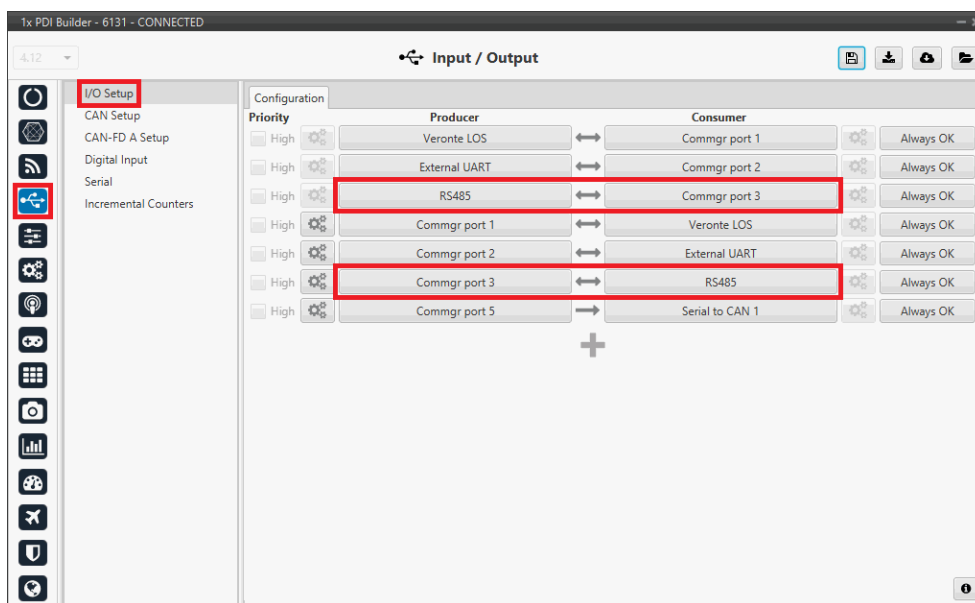 1x PDI Builder - 6131 - CONNECTED
4.12
Input / Output
I/O Setup
CAN Setup
CAN-FD A Setup
Digital Input
Serial
Incremental Counters
Configuration
Priority Producer Consumer
High Veronte LOS Commgr port 1 Always OK
High External UART Commgr port 2 Always OK
High RS485 Commgr port 3 Always OK
High Commgr port 1 Veronte LOS Always OK
High Commgr port 2 External UART Always OK
High Commgr port 3 RS485 Always OK
High Commgr port 5 Serial to CAN 1 Always OK